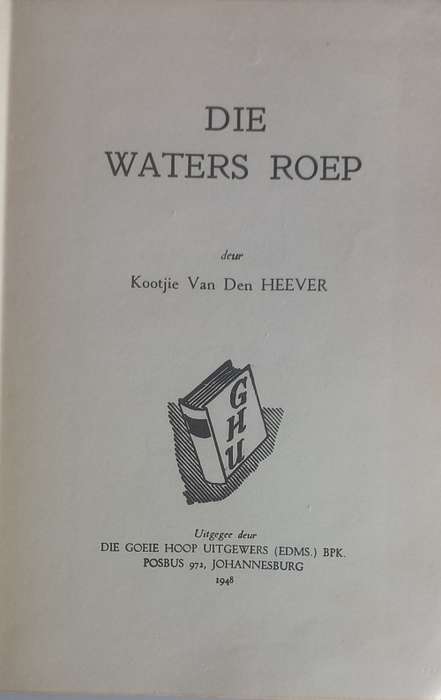 DIE
WATERS ROEP
deur
Kootjie Van Den HEEVER
GHU
Uitgegee deur
DIE GOEIE HOOP UITGEWERS (EDMS.) BPK.
POSBUS 972, JOHANNESBURG
1948